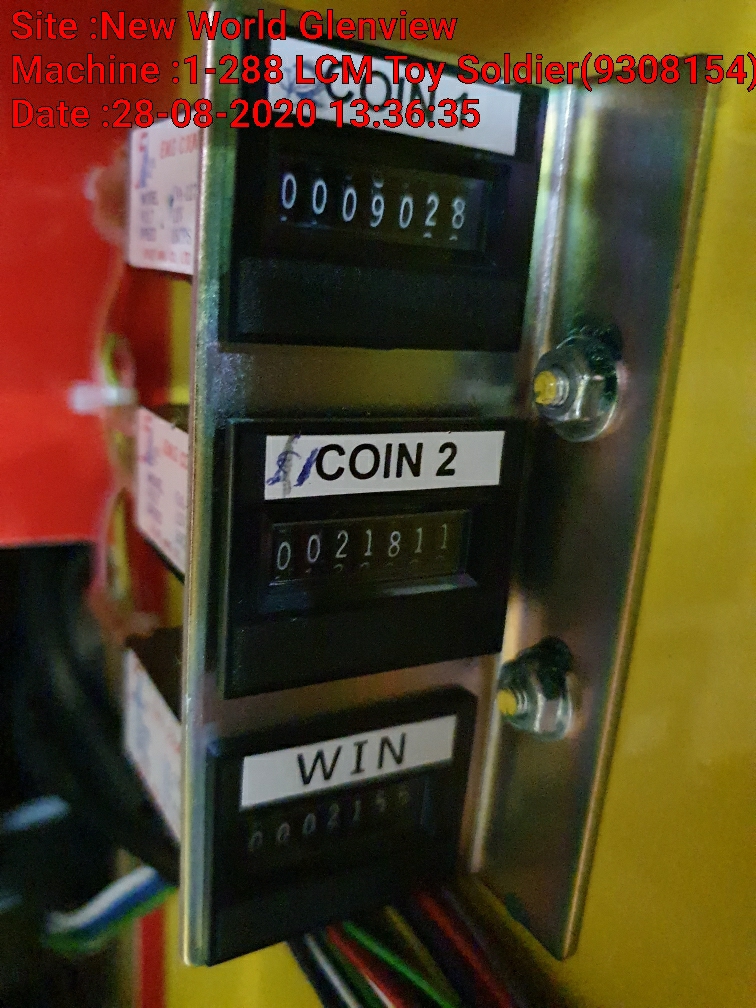 Site :New World Glenview
Machine :1-288 LCM Toy Soldier(9308154)
Date :28-08-2020 13:36:35
COIN 1
0009028
COIN 2
0021811
WIN